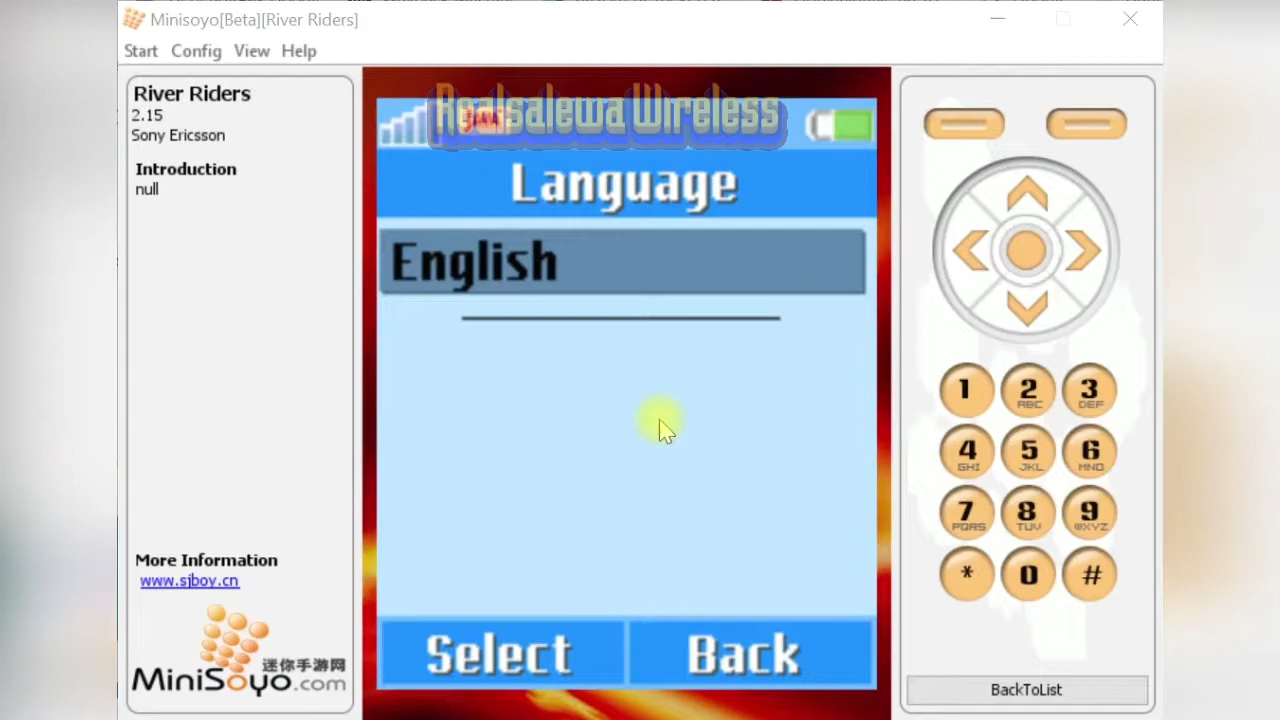 Minisoyo[Beta][River Riders]
Start Config View Help
River Riders
2.15
Sony Ericsson
Introduction
null
More Information
www.sjboy.cn
迷你手游网
MiniSoyo.com
Realsalewa Wireless
Language
English
Select Back
1 2 3
ABC DEF
4 5 6
GHI JKL MNO
7 8 9
PQRS TUV WXYZ
* 0 #
BackToList